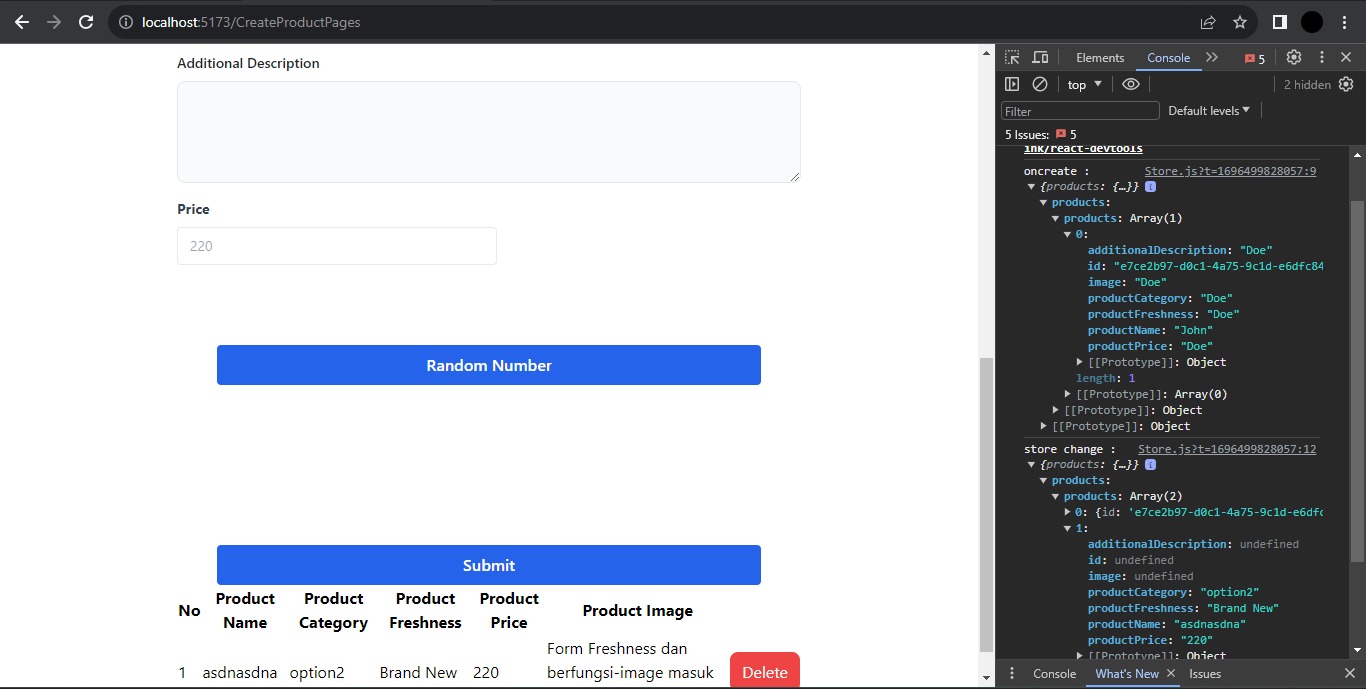 localhost:5173/CreateProductPages
Additional Description
Price
220
Random Number
Submit
No Product Name Product Category Product Freshness Product Price Product Image
1 asdnasdna option2 Brand New 220 Form Freshness dan berfungsi-image masuk Delete
Elements Console 5
top 2 hidden
Filter Default levels
5 Issues: 5
ink/react-devtools
oncreate : Store.js?t=1696499828057:9
{products: {…}} i
products:
products: Array(1)
0:
additionalDescription: "Doe"
id: "e7ce2b97-d0c1-4a75-9c1d-e6dfc84
image: "Doe"
productCategory: "Doe"
productFreshness: "Doe"
productName: "John"
productPrice: "Doe"
[[Prototype]]: Object
length: 1
[[Prototype]]: Array(0)
[[Prototype]]: Object
[[Prototype]]: Object
store change : Store.js?t=1696499828057:12
{products: {…}} i
products:
products: Array(2)
0: {id: 'e7ce2b97-d0c1-4a75-9c1d-e6dfc
1:
additionalDescription: undefined
id: undefined
image: undefined
productCategory: "option2"
productFreshness: "Brand New"
productName: "asdnasdna"
productPrice: "220"
[[Prototype]]: Object
Console What's New Issues